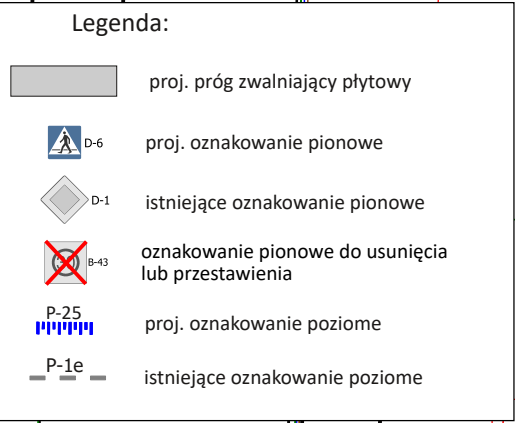 Legenda:
proj. próg zwalniający płytowy
D-6 proj. oznakowanie pionowe
D-1 istniejące oznakowanie pionowe
B-43 oznakowanie pionowe do usunięcia
lub przestawienia
P-25 proj. oznakowanie poziome
P-1e istniejące oznakowanie poziome